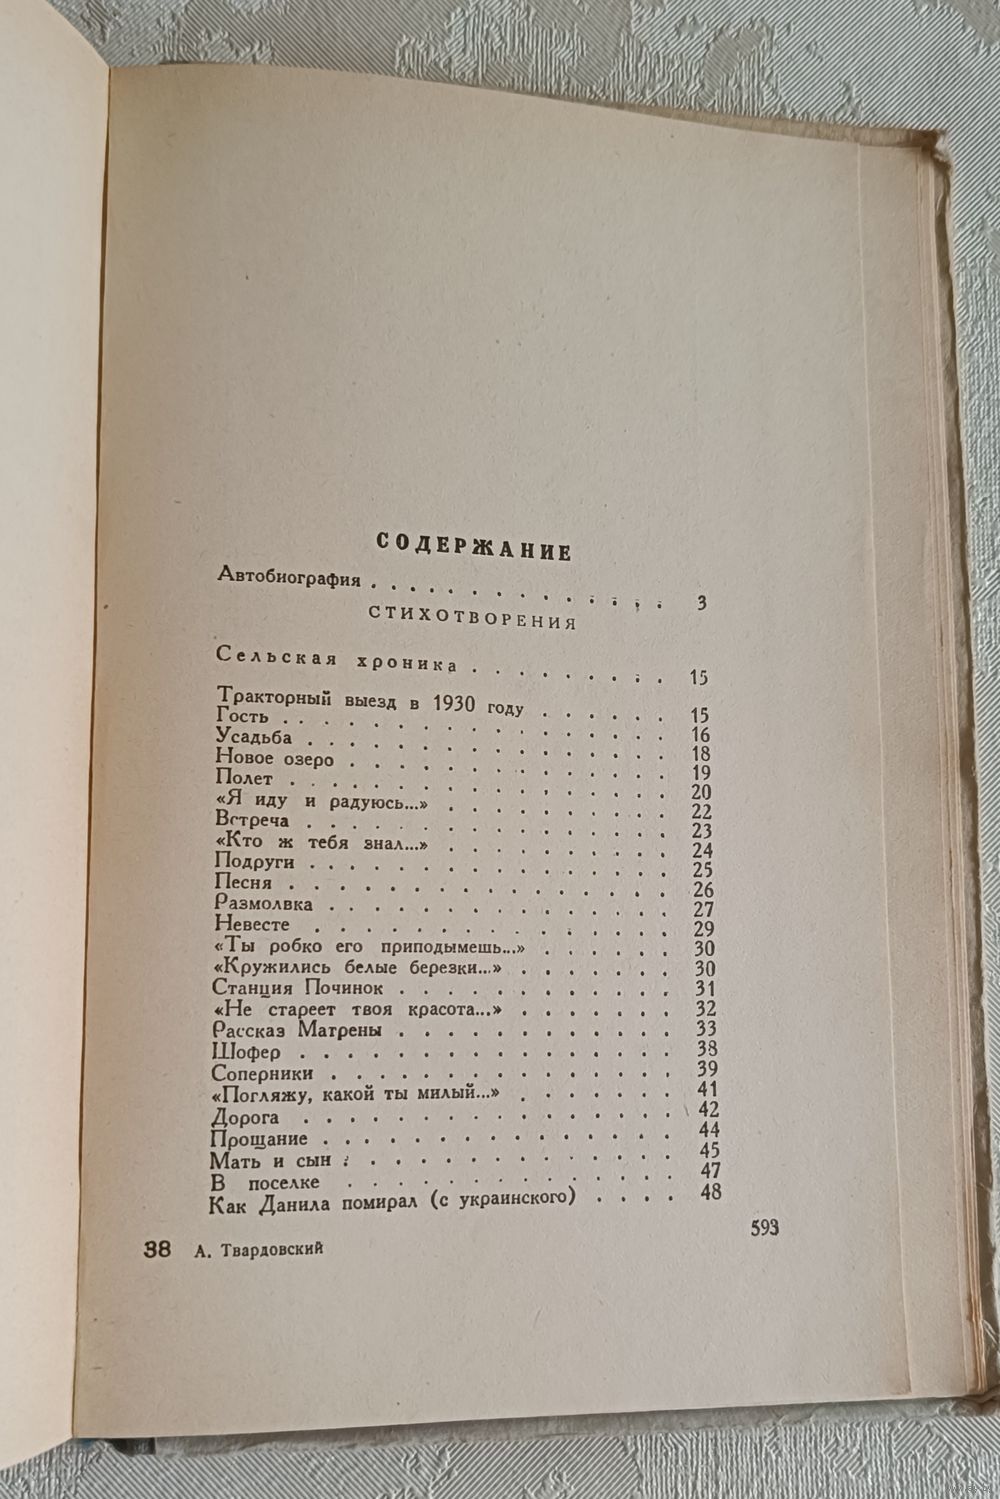 СОДЕРЖАНИЕ
Автобиография . . . . . . . . . . . . . . 3
СТИХОТВОРЕНИЯ
Сельская хроника . . . . . . . . . 15
Тракторный выезд в 1930 году . . . . . . 15
Гость . . . . . . . . . . . . . . . . 16
Усадьба . . . . . . . . . . . . . . . 18
Новое озеро . . . . . . . . . . . . . 19
Полет . . . . . . . . . . . . . . . . 20
«Я иду и радуюсь...» . . . . . . . . . . 22
Встреча . . . . . . . . . . . . . . . 23
«Кто ж тебя знал...» . . . . . . . . . . 24
Подруги . . . . . . . . . . . . . . . 25
Песня . . . . . . . . . . . . . . . . 26
Размолвка . . . . . . . . . . . . . . 27
Невесте . . . . . . . . . . . . . . . 29
«Ты робко его приподымешь...» . . . . . . 30
«Кружились белые березки...» . . . . . . . 30
Станция Починок . . . . . . . . . . . . 31
«Не стареет твоя красота...» . . . . . . . 32
Рассказ Матрены . . . . . . . . . . . . 33
Шофер . . . . . . . . . . . . . . . . 38
Соперники . . . . . . . . . . . . . . 39
«Погляжу, какой ты милый...» . . . . . . . 41
Дорога . . . . . . . . . . . . . . . . 42
Прощание . . . . . . . . . . . . . . . 44
Мать и сын . . . . . . . . . . . . . . 45
В поселке . . . . . . . . . . . . . . 47
Как Данила помирал (с украинского) . . . . 48
593
38 А. Твардовский